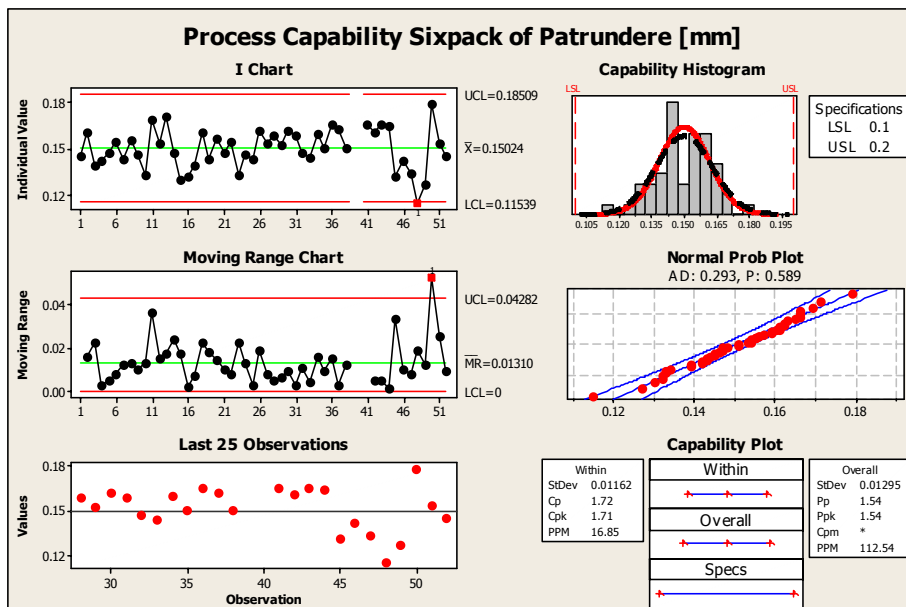 Process Capability Sixpack of Patrundere [mm]
I Chart
Individual Value
0.18
0.15
0.12
1 6 11 16 21 26 31 36 41 46 51
1
UCL=0.18509
X=0.15024
LCL=0.11539
Capability Histogram
LSL USL
0.105 0.120 0.135 0.150 0.165 0.180 0.195
Specifications
LSL 0.1
USL 0.2
Moving Range Chart
Moving Range
0.04
0.02
0.00
1 6 11 16 21 26 31 36 41 46 51
1
UCL=0.04282
MR=0.01310
LCL=0
Normal Prob Plot
AD: 0.293, P: 0.589
0.12 0.14 0.16 0.18
Last 25 Observations
Values
0.18
0.15
0.12
30 35 40 45 50
Observation
Capability Plot
Within
StDev 0.01162
Cp 1.72
Cpk 1.71
PPM 16.85
Within
Overall
Specs
Overall
StDev 0.01295
Pp 1.54
Ppk 1.54
Cpm *
PPM 112.54